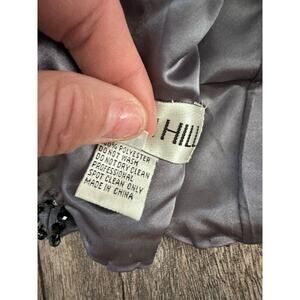 HILL
% POLYESTER
DO NOT WASH
DO NOT DRY CLEAN
PROFESSIONAL
SPOT CLEAN ONLY
MADE IN CHINA